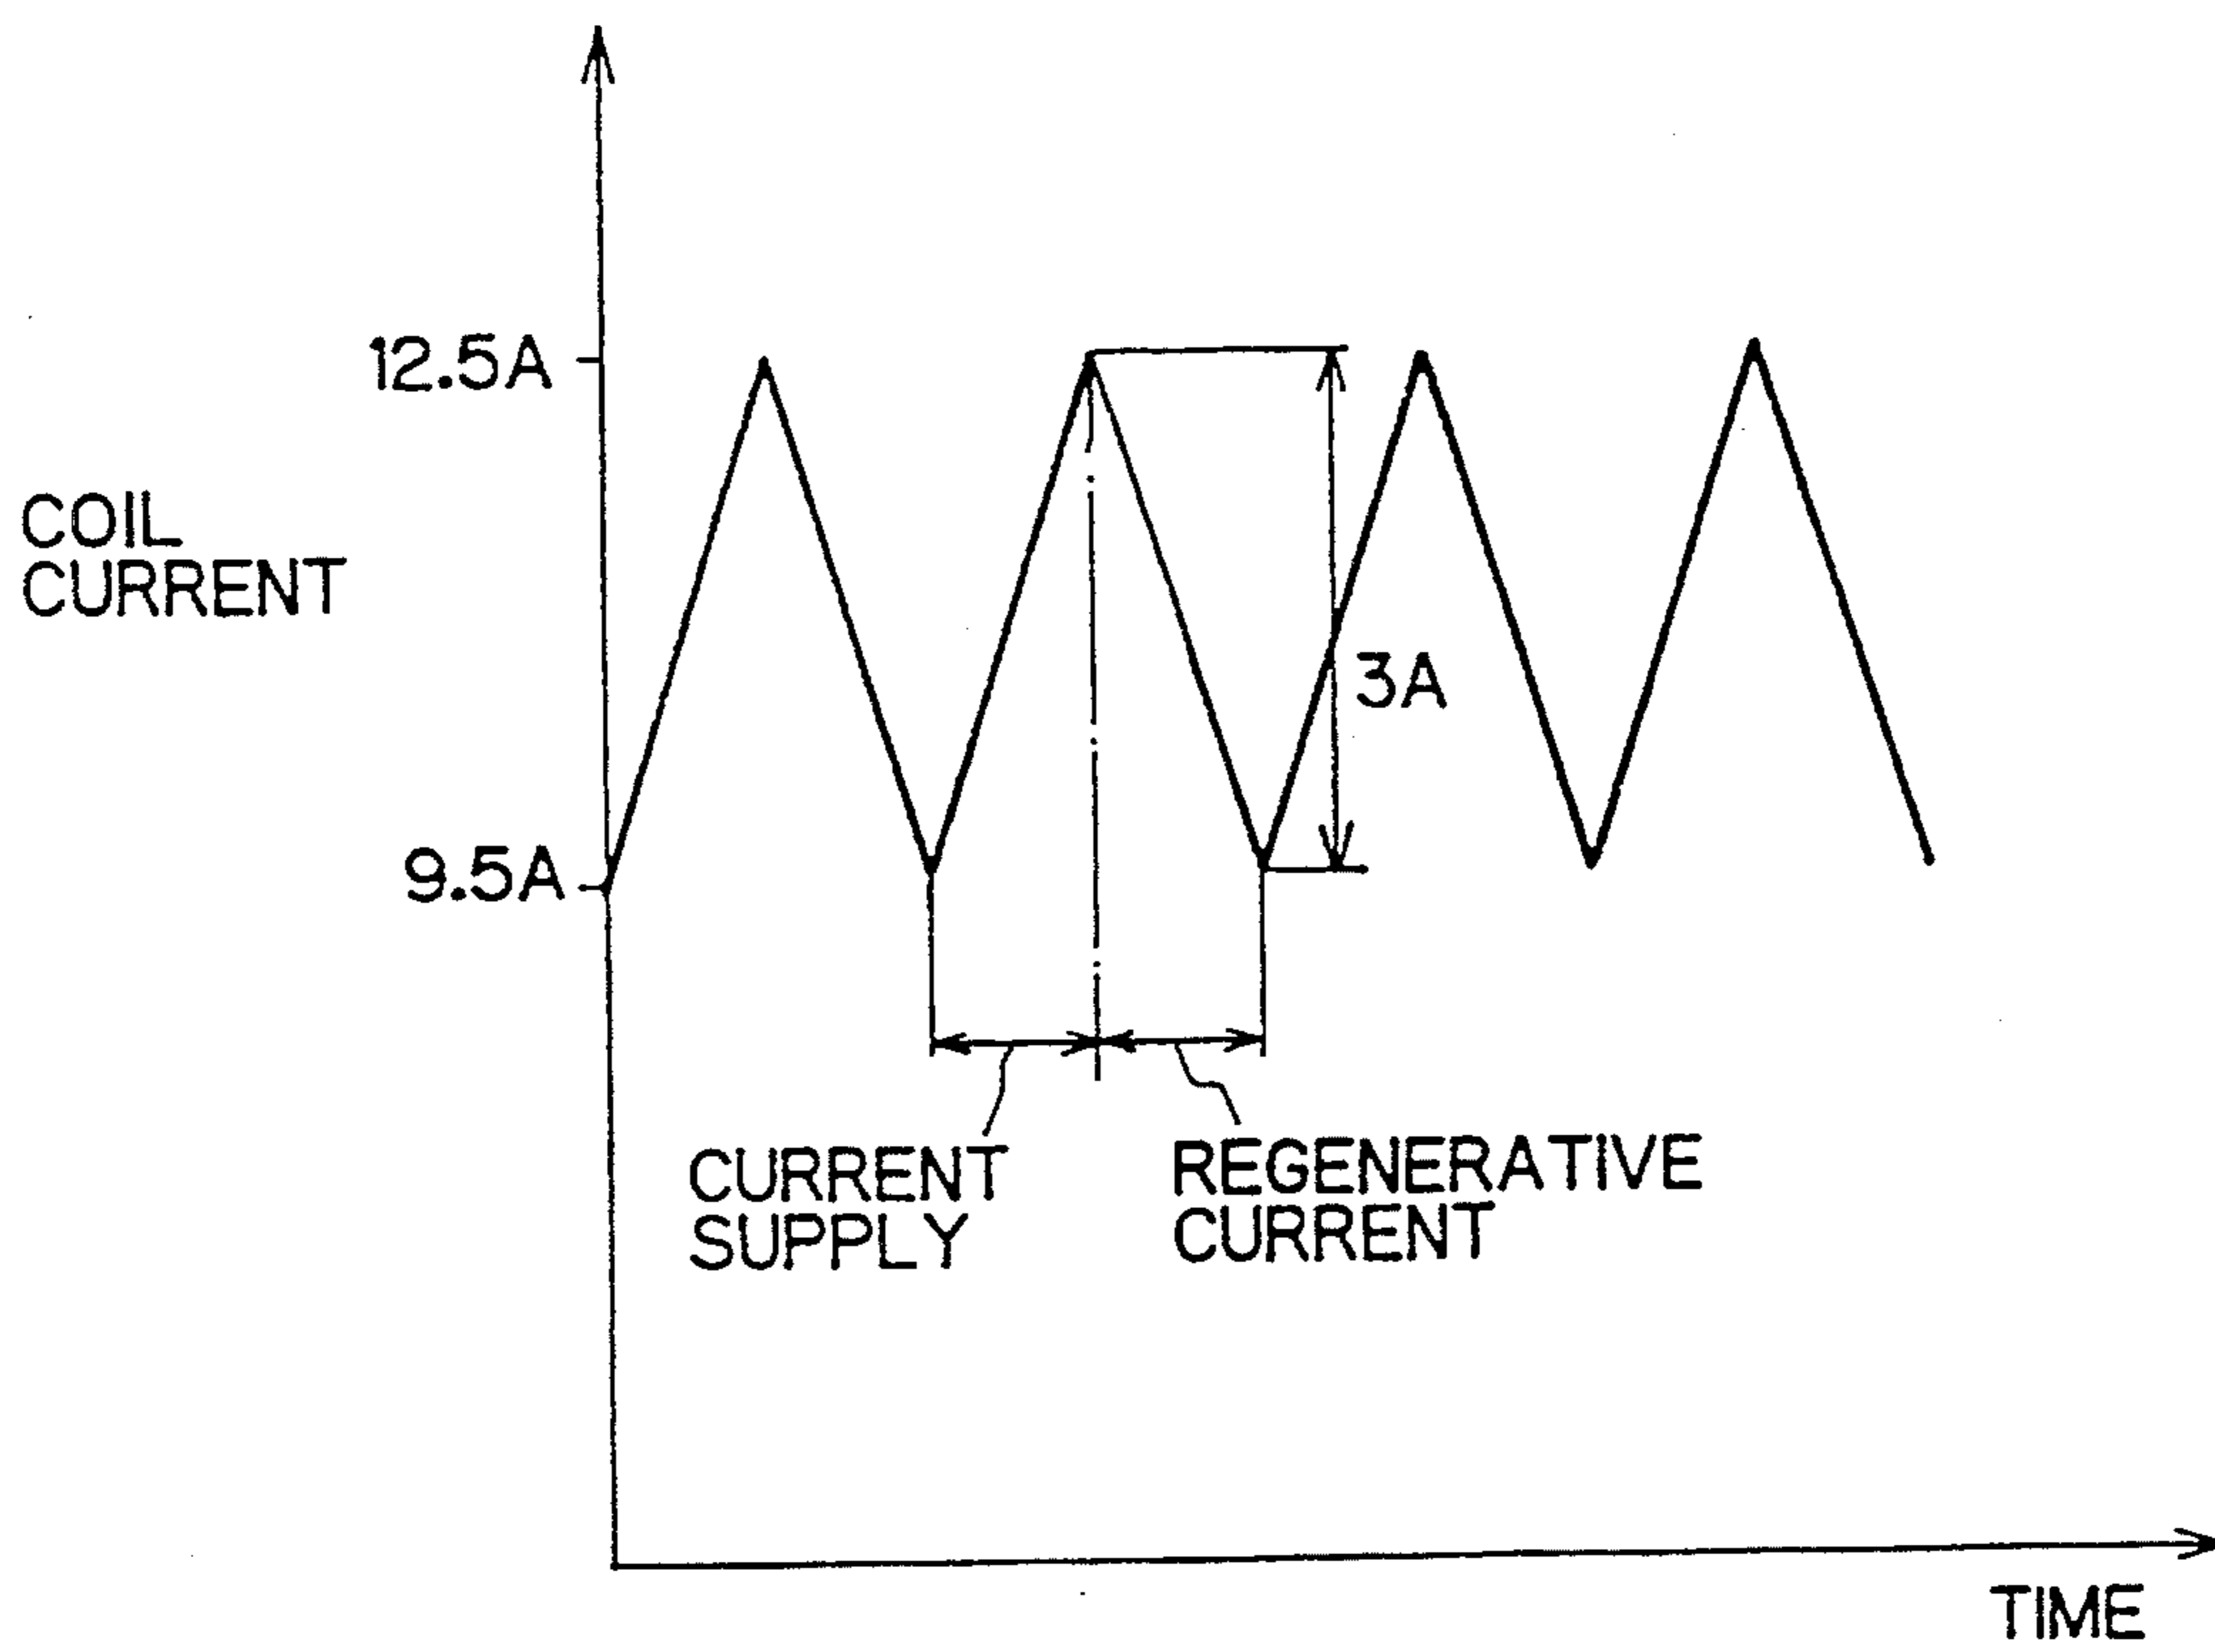 12.5A
COIL
CURRENT
3A
9.5A
CURRENT
SUPPLY
REGENERATIVE
CURRENT
TIME